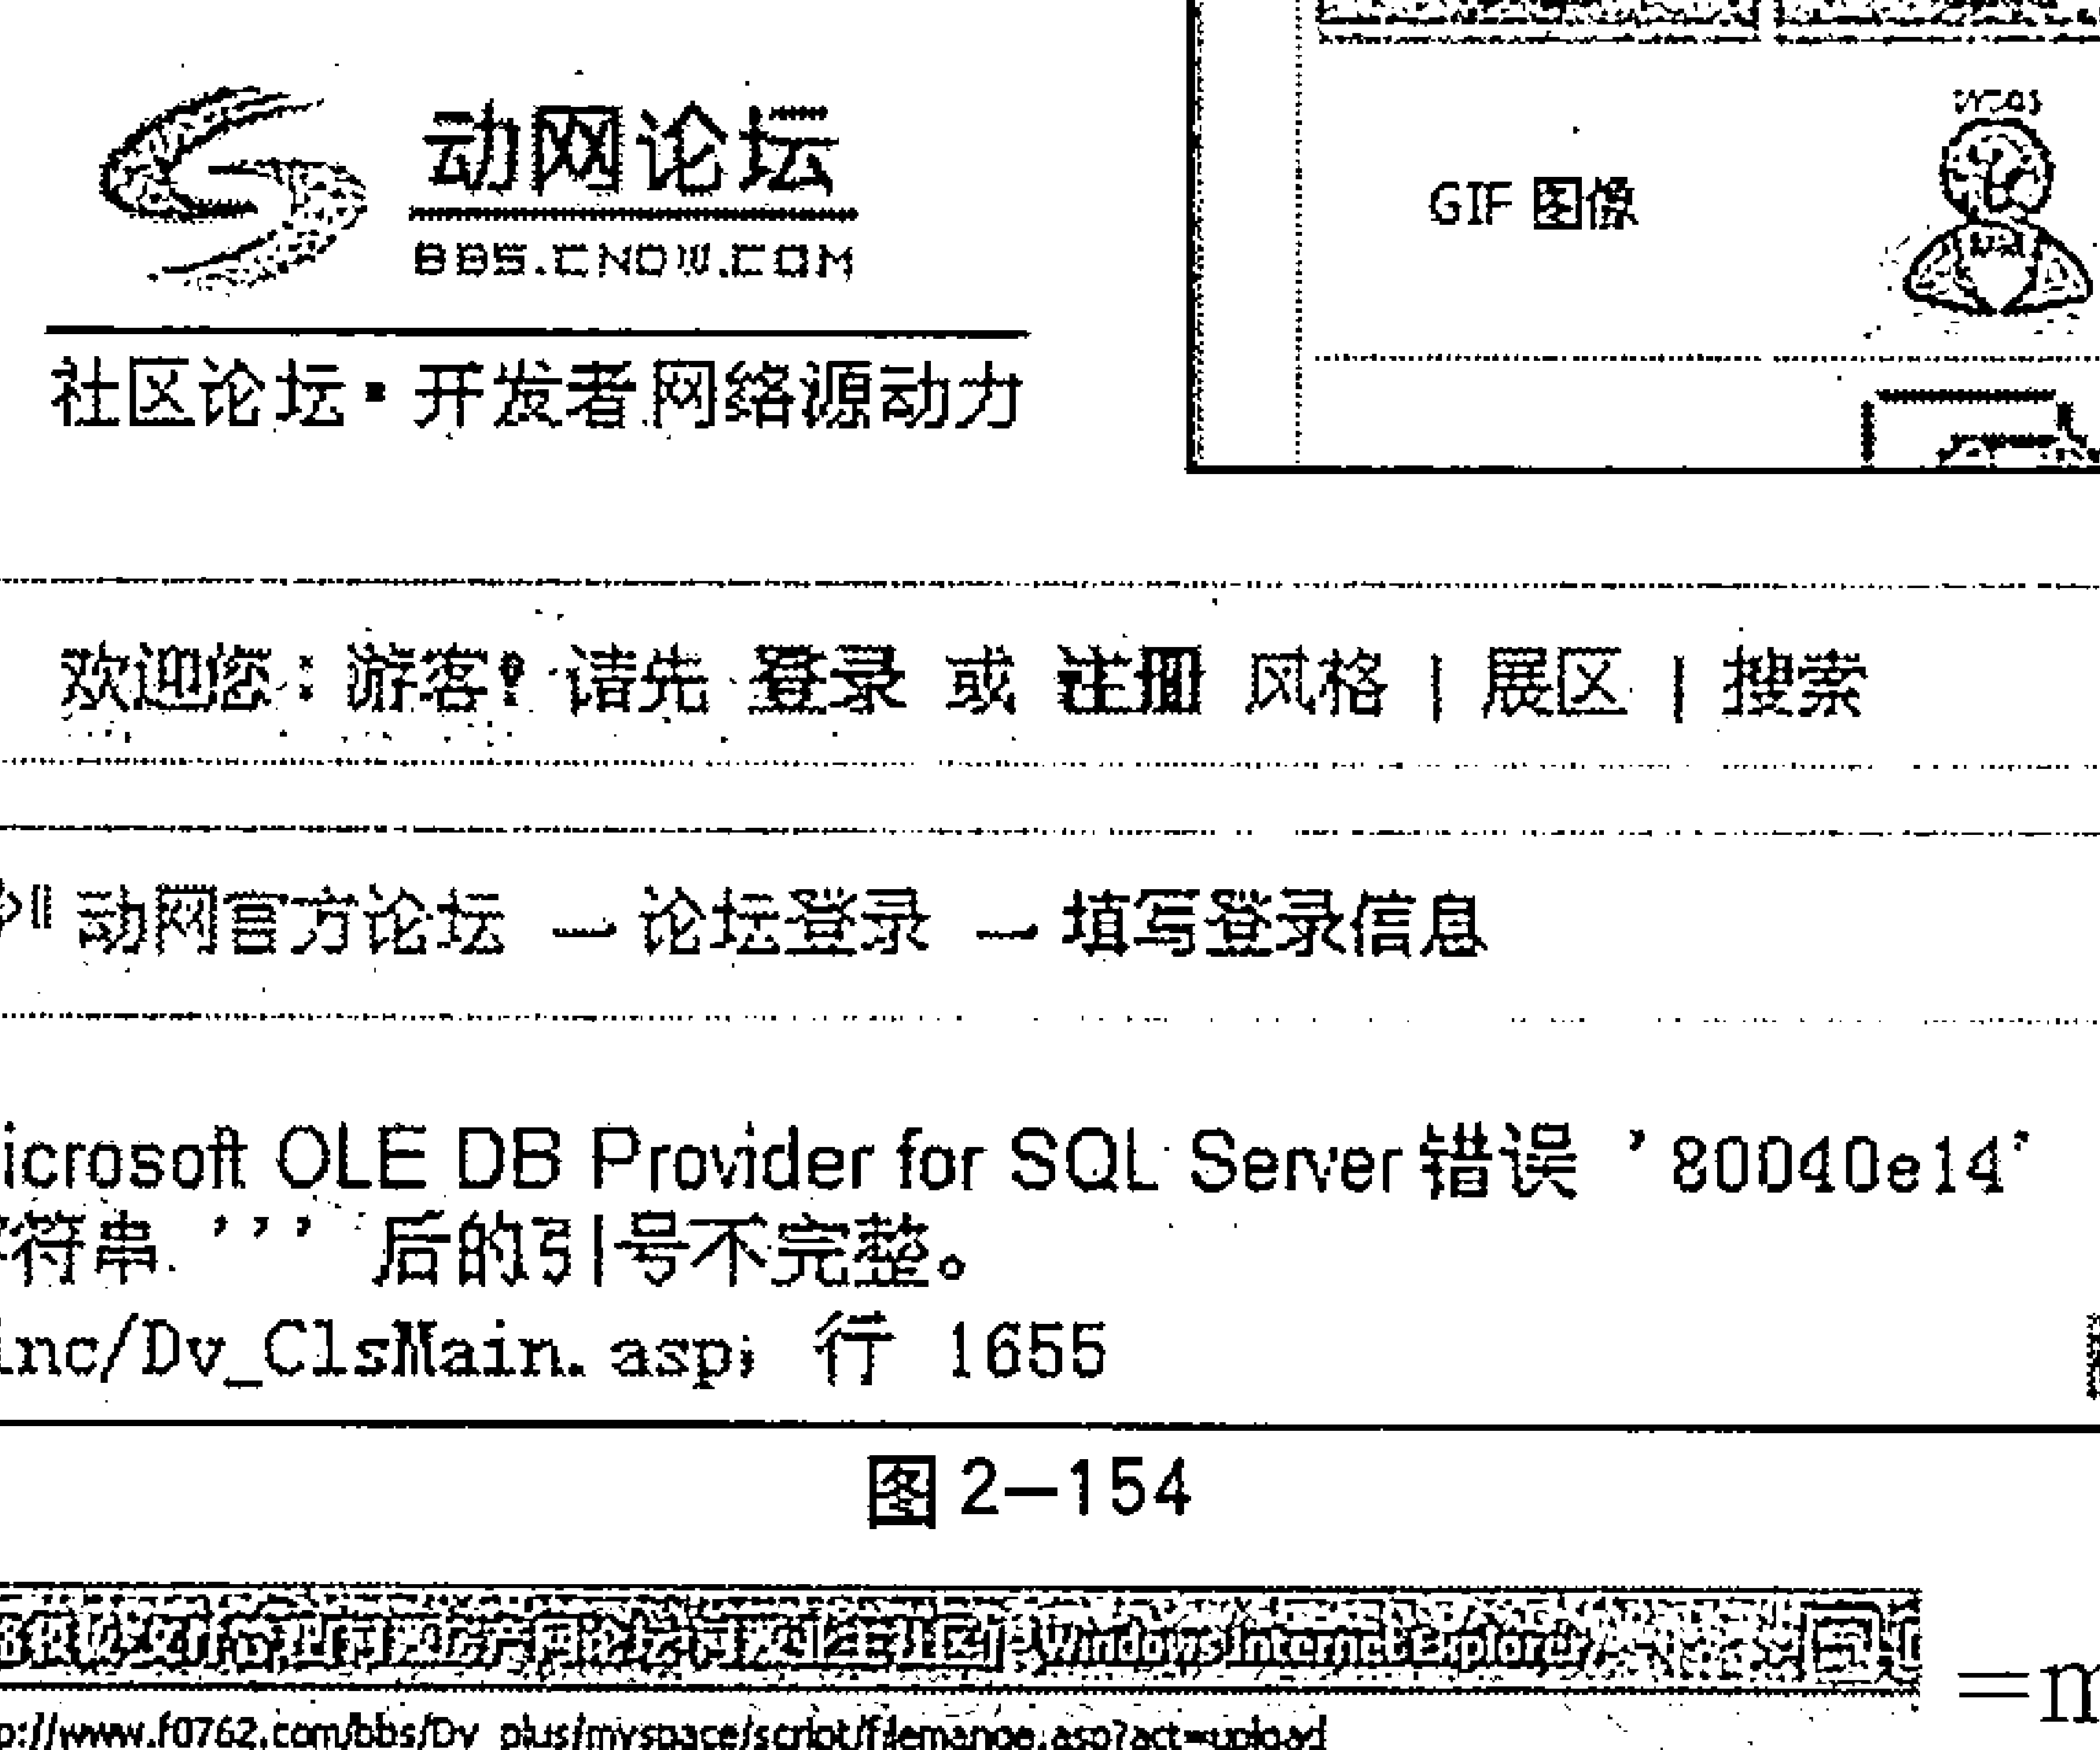 动网论坛
BBS.CNOW.COM
社区论坛·开发者网络源动力
GIF 图像
欢迎您：游客！请先 登录 或 注册 风格 | 展区 | 搜索
动网官方论坛 → 论坛登录 → 填写登录信息
icrosoft OLE DB Provider for SQL Server 错误 '80040e14'
符串 ''' 后的引号不完整。
inc/Dv_ClsMain.asp, 行 1655
图 2-154
Windows Internet Explorer
=m
p://www.f0762.com/bbs/Dv_plus/myspace/script/filemange.asp?act=upload